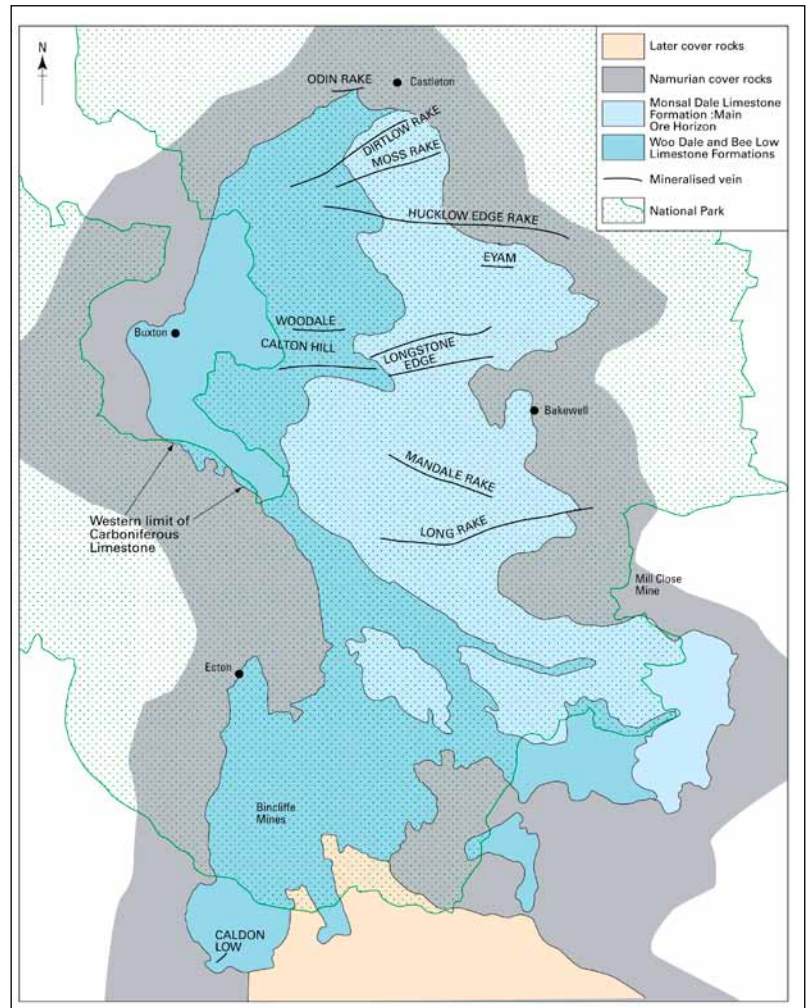 N
ODIN RAKE
Castleton
DIRTLOW RAKE
MOSS RAKE
HUCKLOW EDGE RAKE
EYAM
WOODALE
Buxton
CALTON HILL
LONGSTONE
EDGE
Bakewell
MANDALE RAKE
LONG RAKE
Western limit of
Carboniferous
Limestone
Mill Close
Mine
Ecton
Bincliffe
Mines
CALDON
LOW
Later cover rocks
Namurian cover rocks
Monsal Dale Limestone
Formation :Main
Ore Horizon
Woo Dale and Bee Low
Limestone Formations
Mineralised vein
National Park